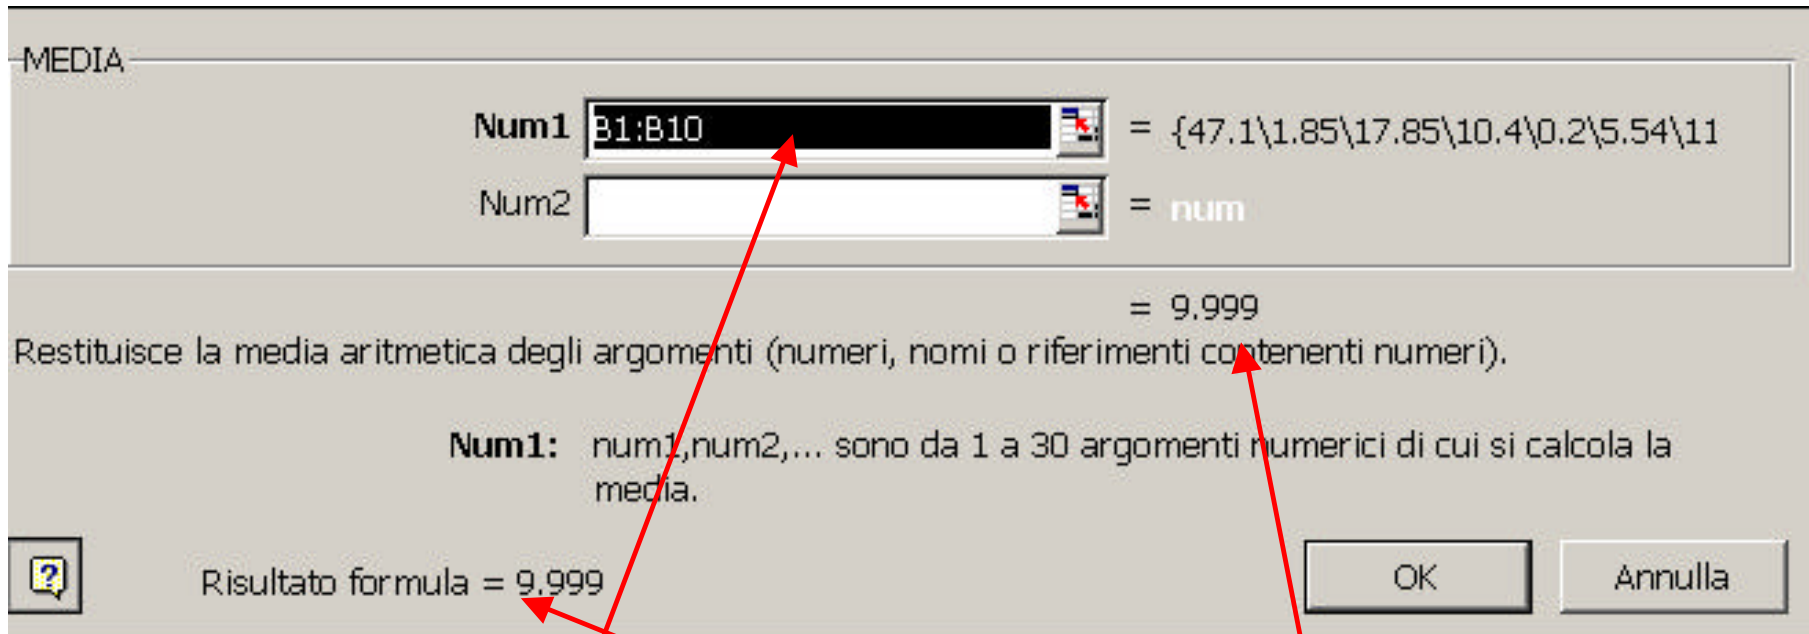 MEDIA
Num1 B1:B10 = {47.1\1.85\17.85\10.4\0.2\5.54\11
Num2 = num
= 9.999
Restituisce la media aritmetica degli argomenti (numeri, nomi o riferimenti contenenti numeri).
Num1: num1,num2,... sono da 1 a 30 argomenti numerici di cui si calcola la
media.
? Risultato formula = 9.999 OK Annulla